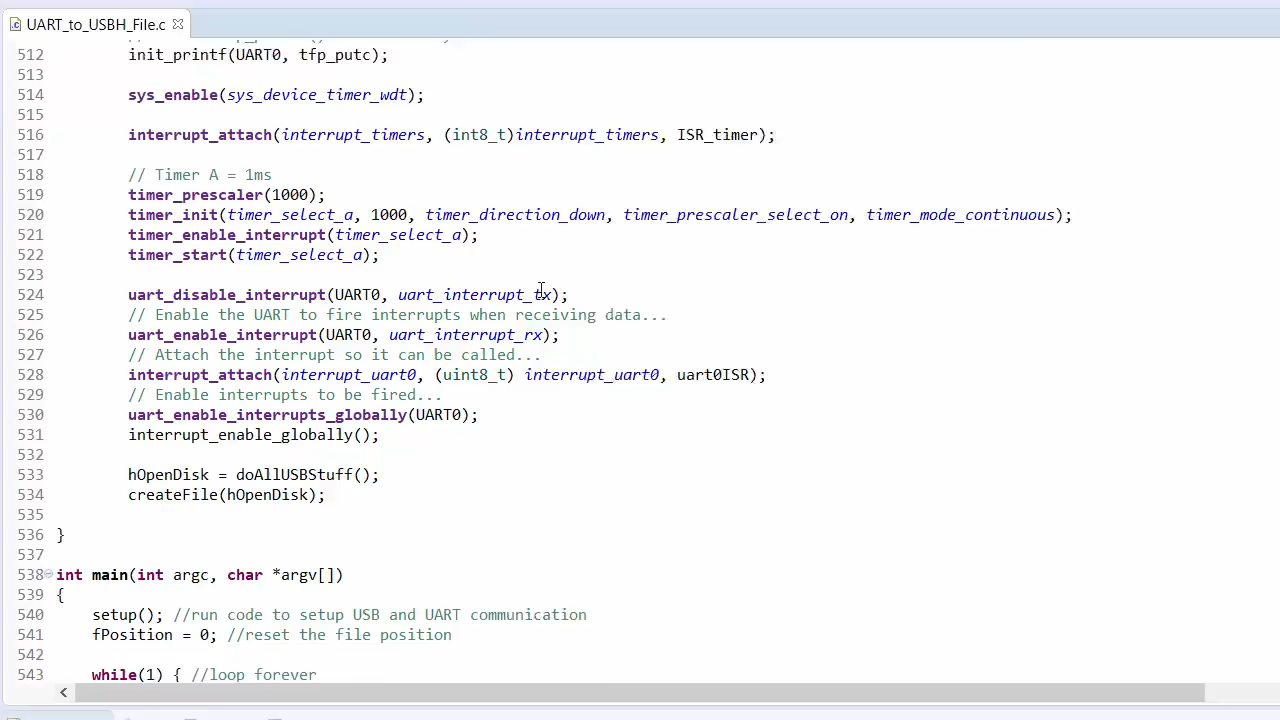 UART_to_USBH_File.c
512 init_printf(UART0, tfp_putc);
513
514 sys_enable(sys_device_timer_wdt);
515
516 interrupt_attach(interrupt_timers, (int8_t)interrupt_timers, ISR_timer);
517
518 // Timer A = 1ms
519 timer_prescaler(1000);
520 timer_init(timer_select_a, 1000, timer_direction_down, timer_prescaler_select_on, timer_mode_continuous);
521 timer_enable_interrupt(timer_select_a);
522 timer_start(timer_select_a);
523
524 uart_disable_interrupt(UART0, uart_interrupt_tx);
525 // Enable the UART to fire interrupts when receiving data...
526 uart_enable_interrupt(UART0, uart_interrupt_rx);
527 // Attach the interrupt so it can be called...
528 interrupt_attach(interrupt_uart0, (uint8_t) interrupt_uart0, uart0ISR);
529 // Enable interrupts to be fired...
530 uart_enable_interrupts_globally(UART0);
531 interrupt_enable_globally();
532
533 hOpenDisk = doAllUSBStuff();
534 createFile(hOpenDisk);
535
536 }
537
538 int main(int argc, char *argv[])
539 {
540 setup(); //run code to setup USB and UART communication
541 fPosition = 0; //reset the file position
542
543 while(1) { //loop forever